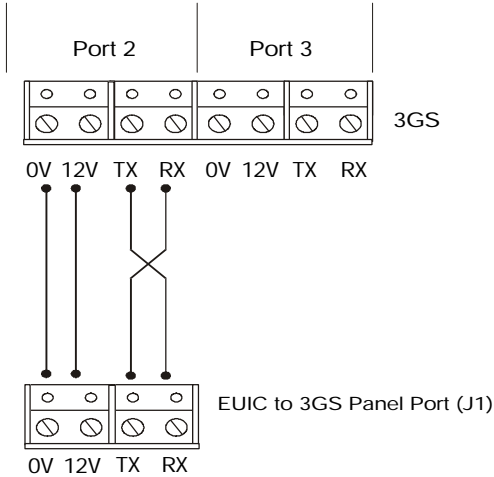 Port 2 Port 3
3GS
0V 12V TX RX 0V 12V TX RX
EUIC to 3GS Panel Port (J1)
0V 12V TX RX